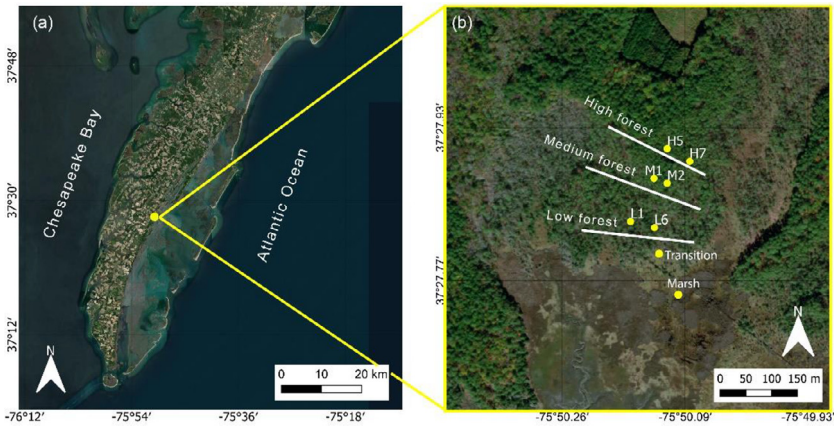 (a)
37°48'
37°30'
37°12'
Chesapeake Bay
Atlantic Ocean
N
0 10 20 km
-76°12' -75°54' -75°36' -75°18'
(b)
37°27.93'
37°27.77'
High forest
H5
H7
Medium forest
M1
M2
Low forest
L1
L6
Transition
Marsh
N
0 50 100 150 m
-75°50.26' -75°50.09' -75°49.93'